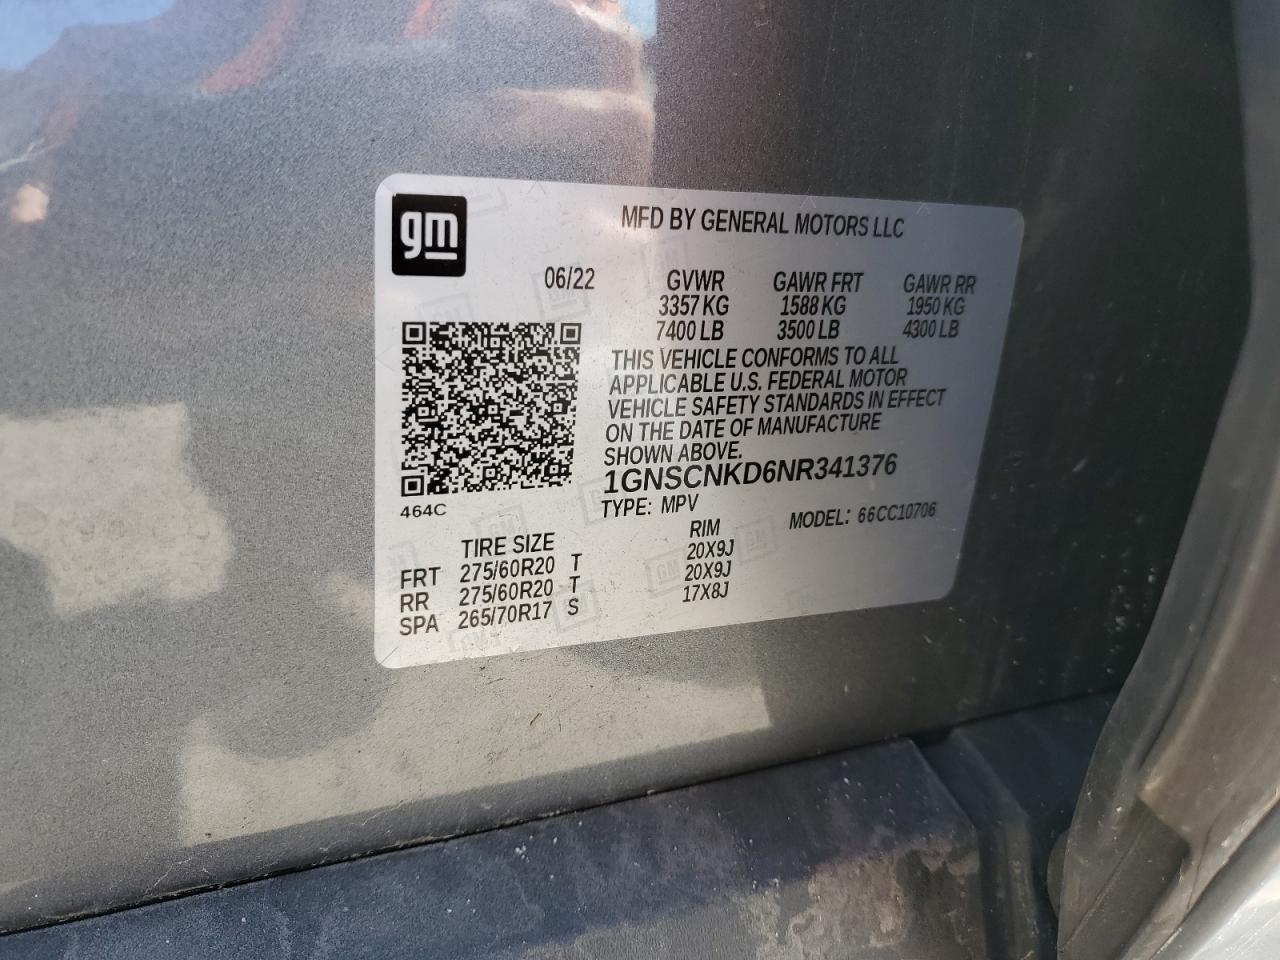 gm
MFD BY GENERAL MOTORS LLC
06/22 GVWR GAWR FRT GAWR RR
3357 KG 1588 KG 1950 KG
7400 LB 3500 LB 4300 LB
THIS VEHICLE CONFORMS TO ALL
APPLICABLE U.S. FEDERAL MOTOR
VEHICLE SAFETY STANDARDS IN EFFECT
ON THE DATE OF MANUFACTURE
SHOWN ABOVE.
1GNSCNKD6NR341376
464C
TYPE: MPV MODEL: 66CC10706
TIRE SIZE RIM
FRT 275/60R20 T 20X9J
RR 275/60R20 T 20X9J
SPA 265/70R17 S 17X8J